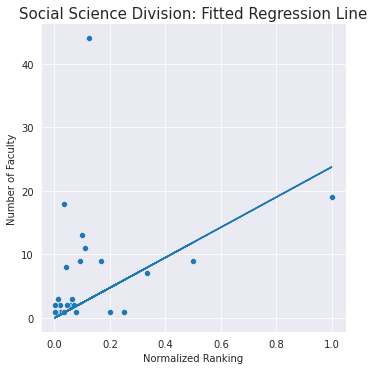 Social Science Division: Fitted Regression Line
40
30
20
10
0
Number of Faculty
0.0 0.2 0.4 0.6 0.8 1.0
Normalized Ranking